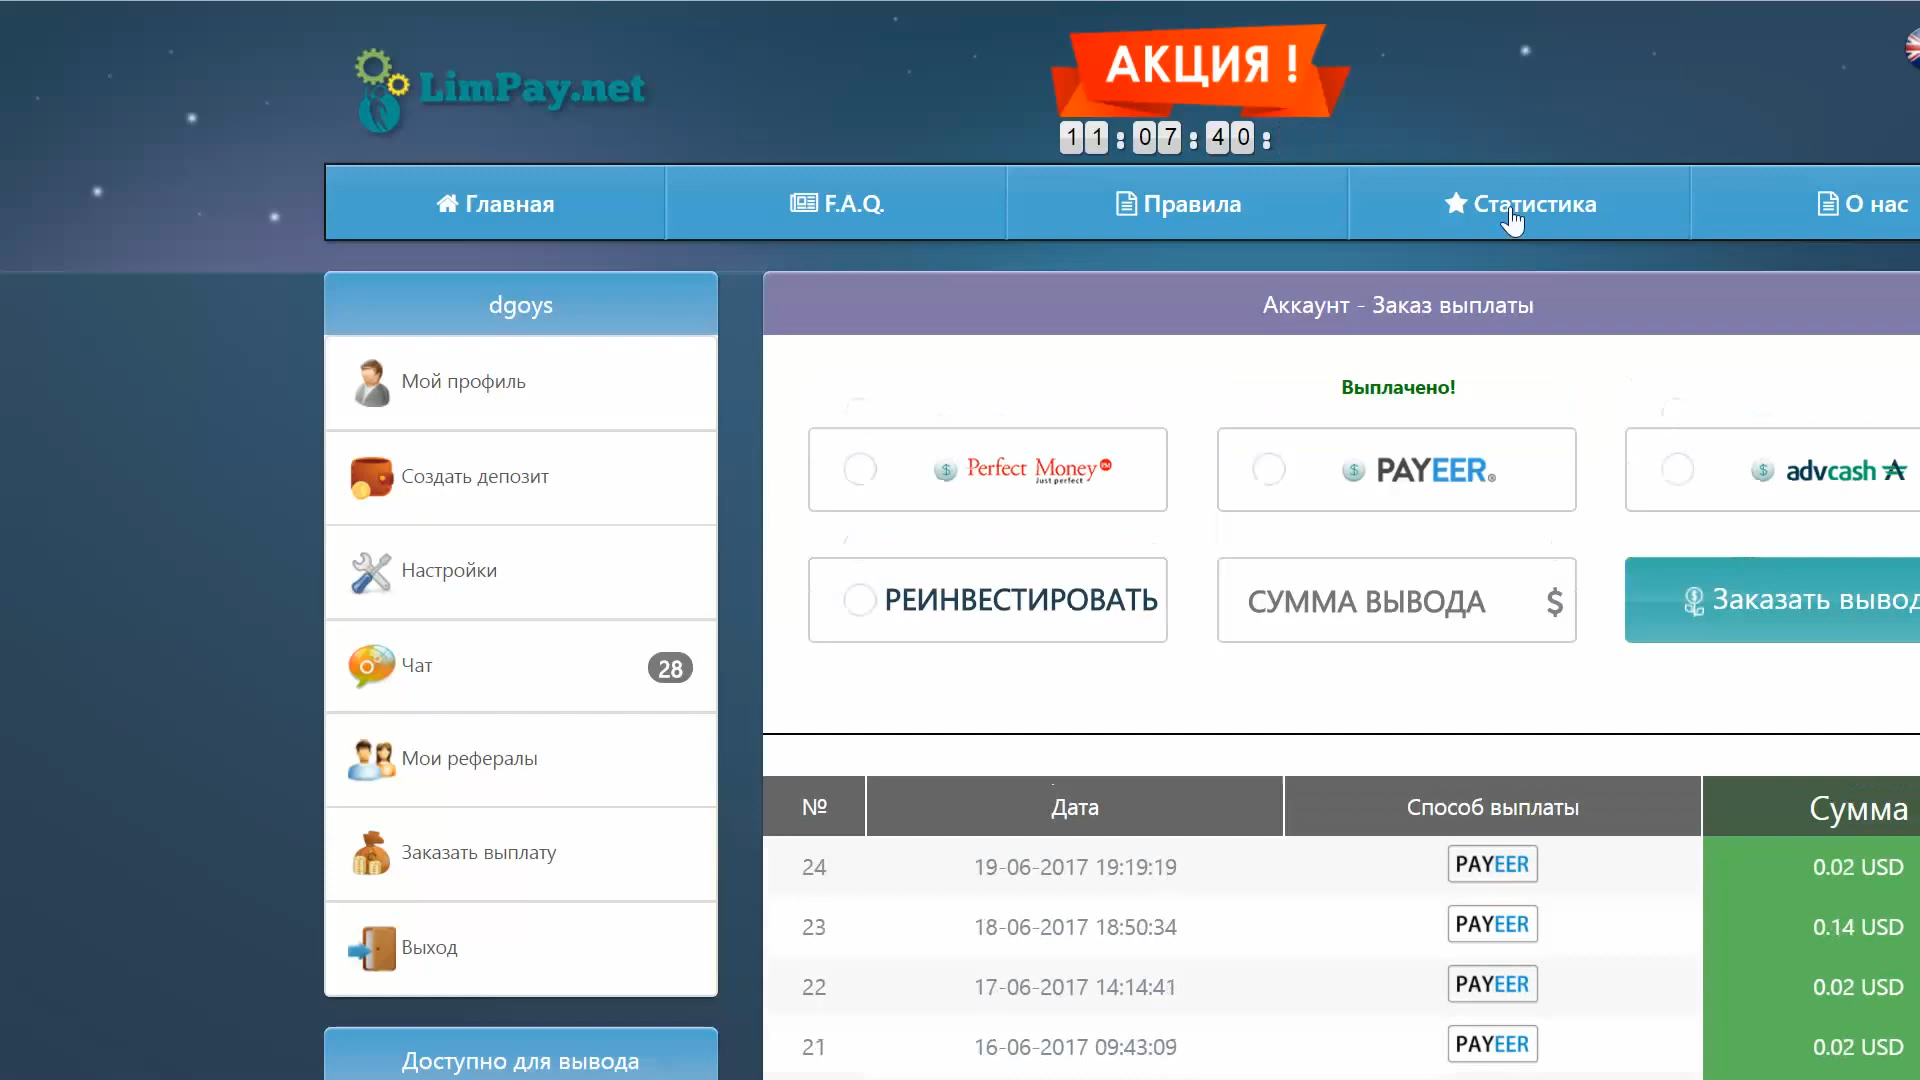 LimPay.net
АКЦИЯ !
11 : 07 : 40 :
Главная
F.A.Q.
Правила
Статистика
О нас
dgoys
Мой профиль
Создать депозит
Настройки
Чат
28
Мои рефералы
Заказать выплату
Выход
Доступно для вывода
Аккаунт - Заказ выплаты
Выплачено!
Perfect Money PM
Just perfect
PAYEER®
advcash
РЕИНВЕСТИРОВАТЬ
СУММА ВЫВОДА $
Заказать вывод
№ Дата Способ выплаты Сумма
24 19-06-2017 19:19:19 PAYEER 0.02 USD
23 18-06-2017 18:50:34 PAYEER 0.14 USD
22 17-06-2017 14:14:41 PAYEER 0.02 USD
21 16-06-2017 09:43:09 PAYEER 0.02 USD